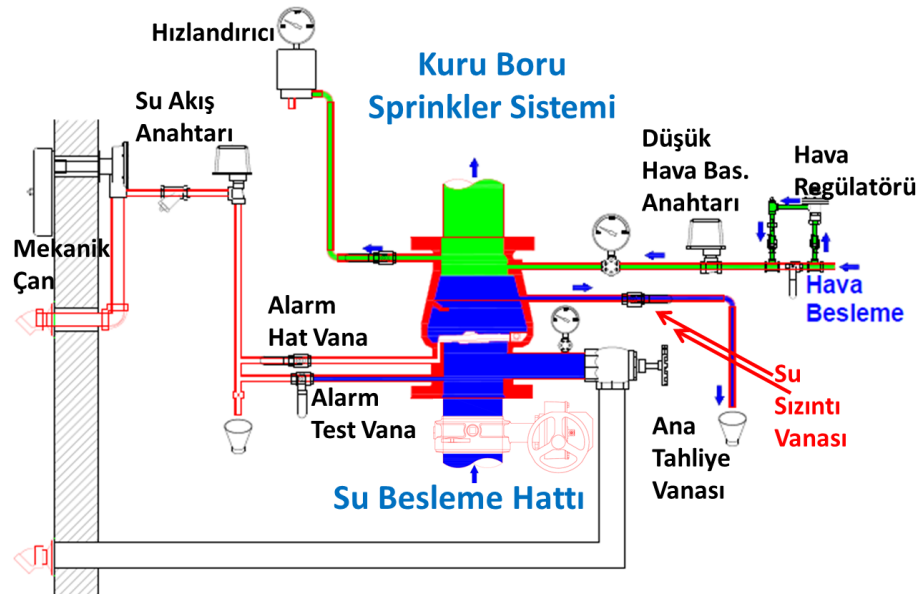 Hızlandırıcı
Kuru Boru
Sprinkler Sistemi
Su Akış
Anahtarı
Düşük
Hava Bas.
Anahtarı
Hava
Regülatörü
Mekanik
Çan
Hava
Besleme
Alarm
Hat Vana
Alarm
Test Vana
Su
Sızıntı
Vanası
Ana
Tahliye
Vanası
Su Besleme Hattı